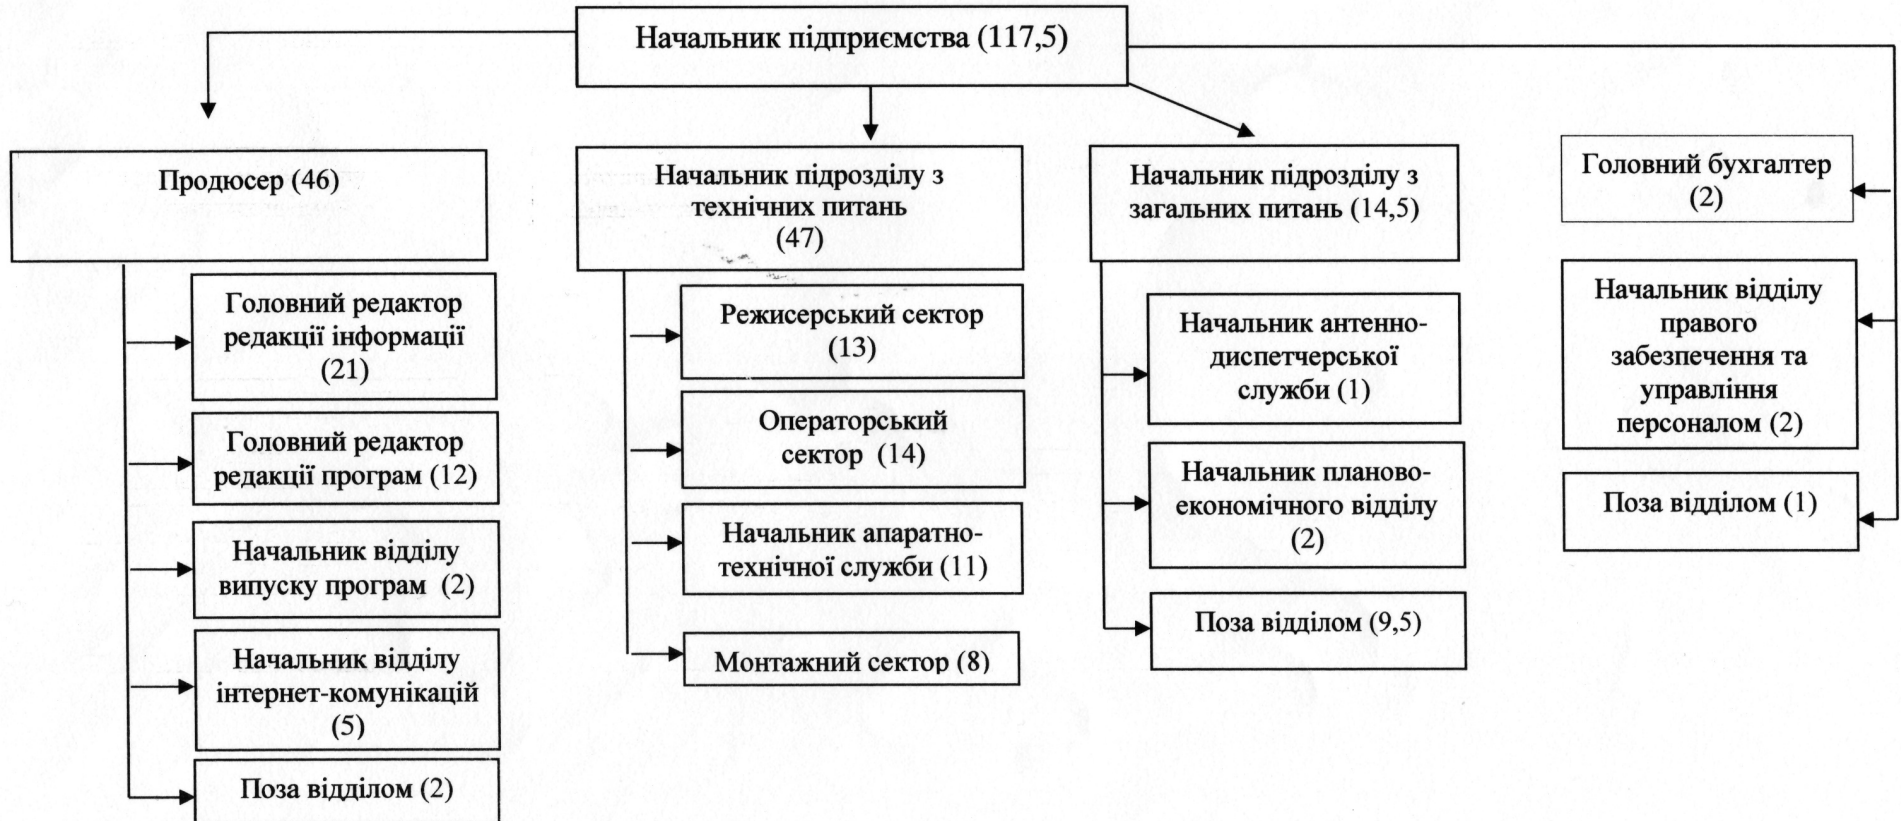 Начальник підприємства (117,5)
Продюсер (46)
Головний редактор
редакції інформації
(21)
Головний редактор
редакції програм (12)
Начальник відділу
випуску програм (2)
Начальник відділу
інтернет-комунікацій
(5)
Поза відділом (2)
Начальник підрозділу з
технічних питань
(47)
Режисерський сектор
(13)
Операторський
сектор (14)
Начальник апаратно-
технічної служби (11)
Монтажний сектор (8)
Начальник підрозділу з
загальних питань (14,5)
Начальник антенно-
диспетчерської
служби (1)
Начальник планово-
економічного відділу
(2)
Поза відділом (9,5)
Головний бухгалтер
(2)
Начальник відділу
правого
забезпечення та
управління
персоналом (2)
Поза відділом (1)